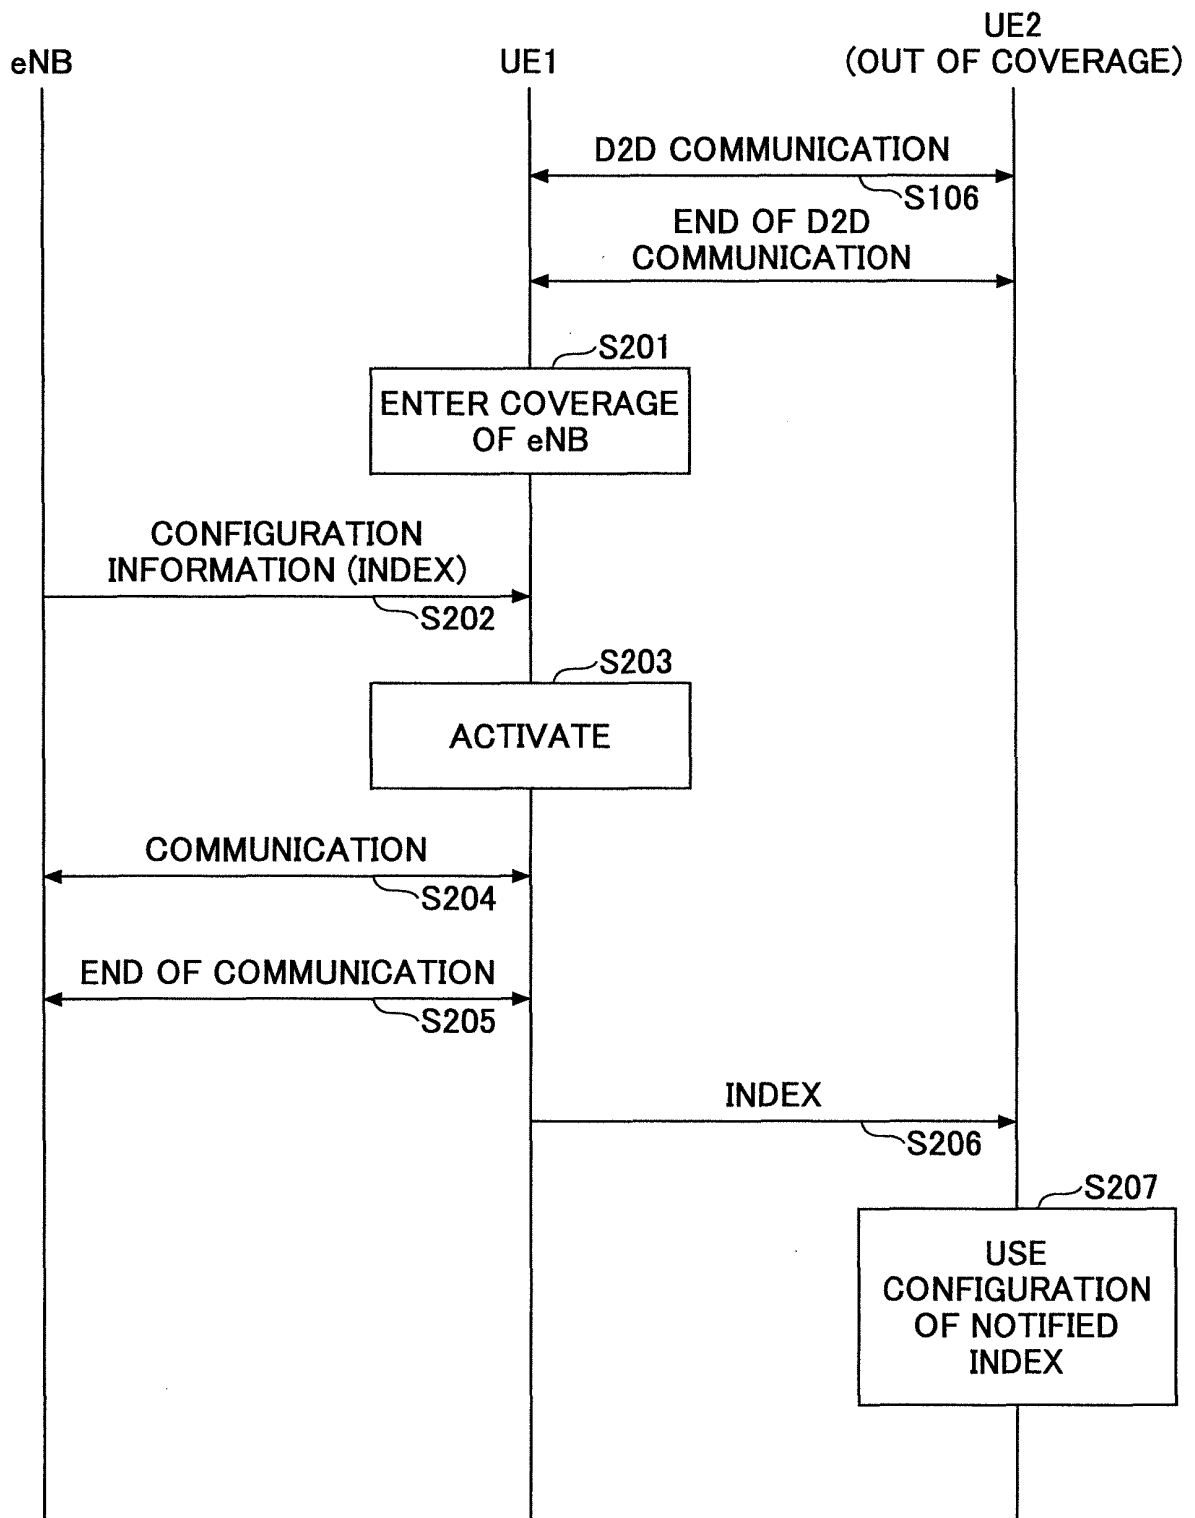 eNB
UE1
UE2
(OUT OF COVERAGE)
D2D COMMUNICATION
S106
END OF D2D
COMMUNICATION
S201
ENTER COVERAGE
OF eNB
CONFIGURATION
INFORMATION (INDEX)
S202
S203
ACTIVATE
COMMUNICATION
S204
END OF COMMUNICATION
S205
INDEX
S206
S207
USE
CONFIGURATION
OF NOTIFIED
INDEX